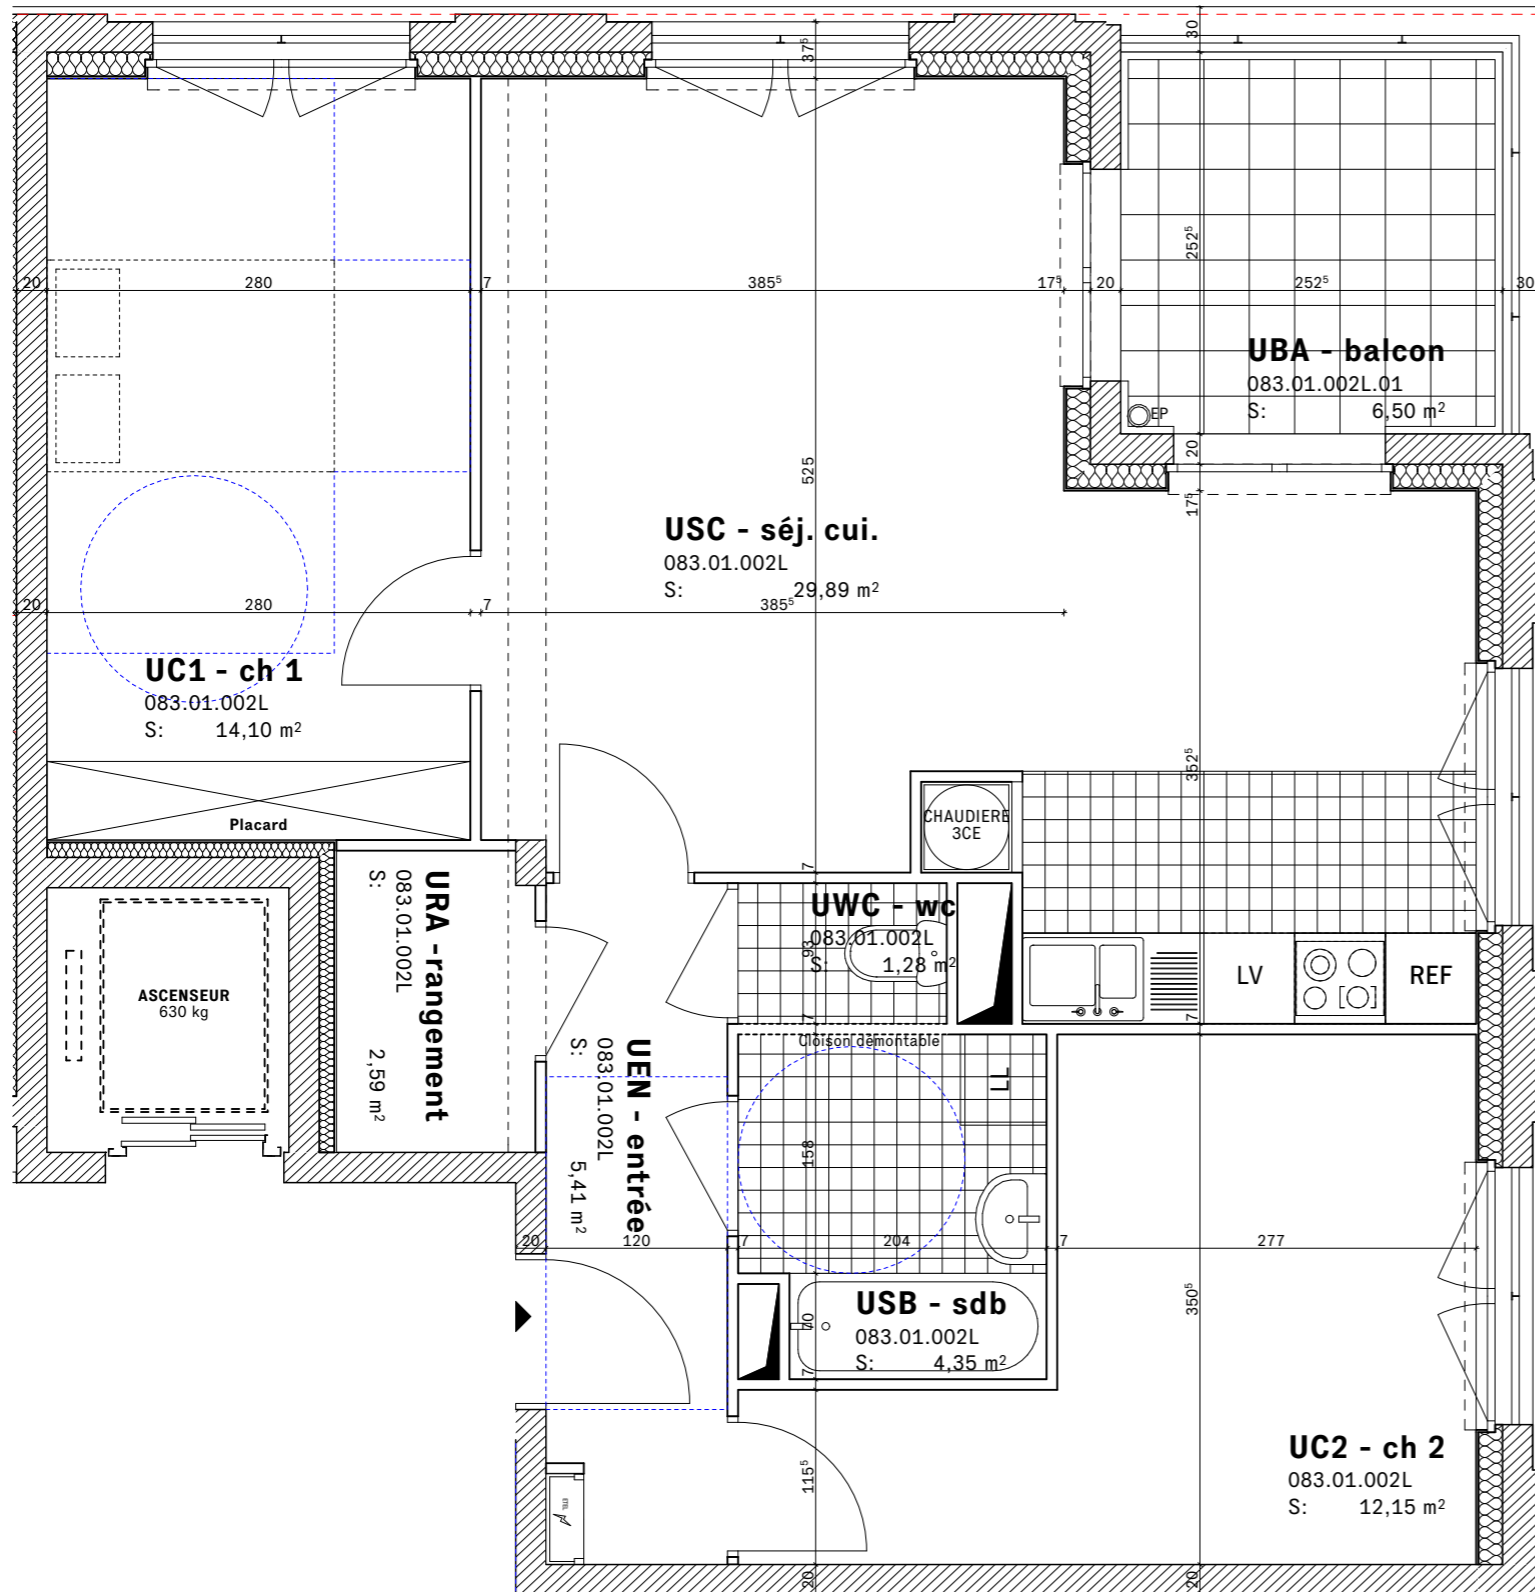 37⁵
30
252⁵
20
280
7
385⁵
17⁵
20
252⁵
30
UBA - balcon
083.01.002L.01
S: 6,50 m²
EP
20
17⁵
525
USC - séj. cui.
083.01.002L
S: 29,89 m²
20
280
7
385⁵
UC1 - ch 1
083.01.002L
S: 14,10 m²
352⁵
Placard
CHAUDIERE
3CE
7
URA -rangement
083.01.002L
S: 2,59 m²
UWC - wc
083.01.002L
S: 1,28 m²
93
LV
REF
ASCENSEUR
630 kg
7
7
Cloison démontable
LL
UEN - entrée
083.01.002L
S: 5,41 m²
158
20
120
7
204
7
277
USB - sdb
083.01.002L
S: 4,35 m²
70
350⁵
7
UC2 - ch 2
083.01.002L
S: 12,15 m²
115⁵
ETEL
20
20